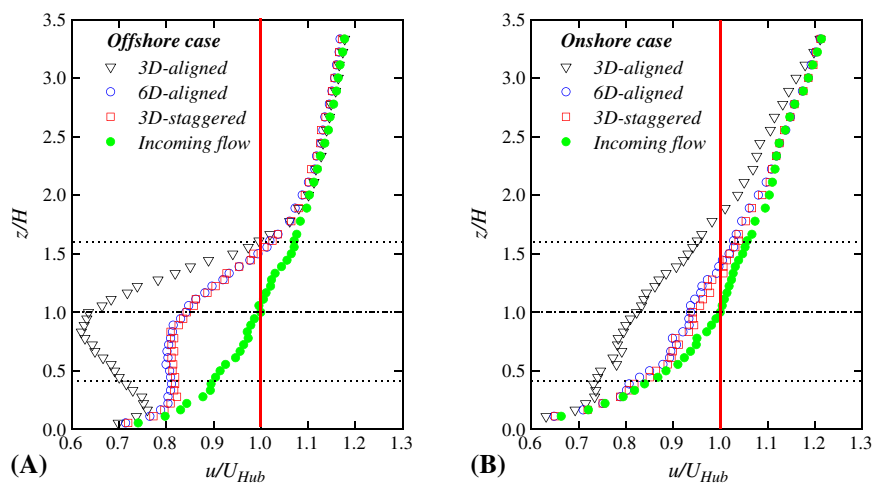 Offshore case
3D-aligned
6D-aligned
3D-staggered
Incoming flow
z/H
3.5
3.0
2.5
2.0
1.5
1.0
0.5
0.0
0.6 0.7 0.8 0.9 1.0 1.1 1.2 1.3
u/U_Hub
(A)
Onshore case
3D-aligned
6D-aligned
3D-staggered
Incoming flow
z/H
3.5
3.0
2.5
2.0
1.5
1.0
0.5
0.0
0.6 0.7 0.8 0.9 1.0 1.1 1.2 1.3
u/U_Hub
(B)